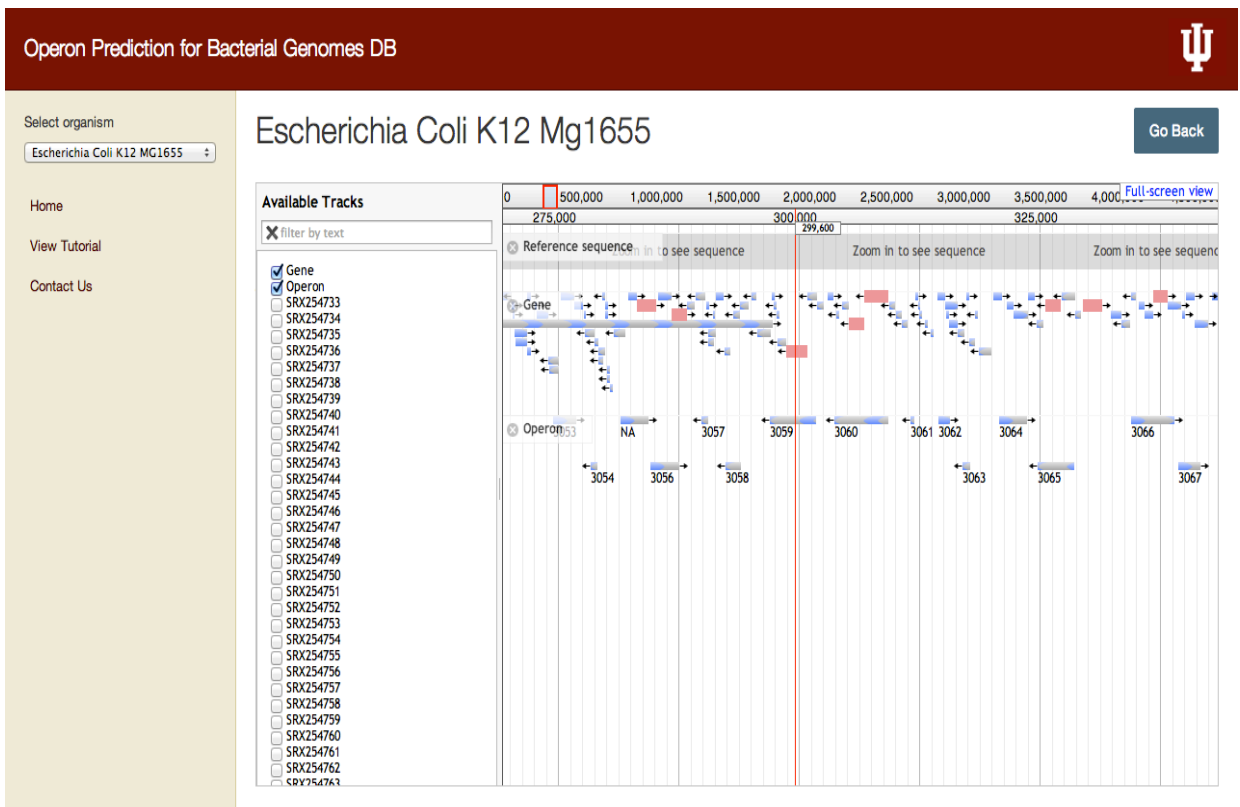 Operon Prediction for Bacterial Genomes DB
Select organism
Escherichia Coli K12 MG1655
Home
View Tutorial
Contact Us
Escherichia Coli K12 Mg1655
Go Back
Available Tracks
filter by text
Gene
Operon
SRX254733
SRX254734
SRX254735
SRX254736
SRX254737
SRX254738
SRX254739
SRX254740
SRX254741
SRX254742
SRX254743
SRX254744
SRX254745
SRX254746
SRX254747
SRX254748
SRX254749
SRX254750
SRX254751
SRX254752
SRX254753
SRX254754
SRX254755
SRX254756
SRX254757
SRX254758
SRX254759
SRX254760
SRX254761
SRX254762
SRX254763
0 500,000 1,000,000 1,500,000 2,000,000 2,500,000 3,000,000 3,500,000 Full-screen view
275,000 300,000 325,000
299,600
Reference sequence to see sequence Zoom in to see sequence Zoom in to see sequenc
Gene
Operon 3053 NA 3057 3059 3060 3061 3062 3064 3066
3054 3056 3058 3063 3065 3067